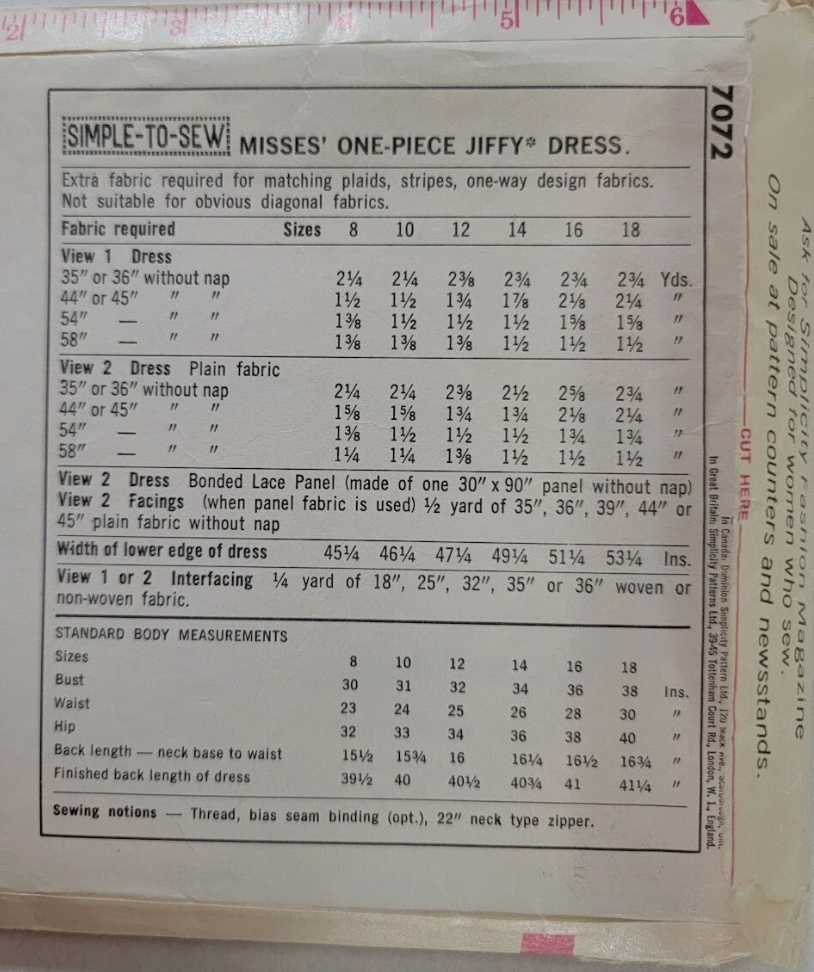 2| 3| 4| 5| 6
SIMPLE-TO-SEW MISSES' ONE-PIECE JIFFY* DRESS.
Extra fabric required for matching plaids, stripes, one-way design fabrics.
Not suitable for obvious diagonal fabrics.
Fabric required Sizes 8 10 12 14 16 18
View 1 Dress
35" or 36" without nap 2¼ 2¼ 2⅜ 2¾ 2¾ 2¾ Yds.
44" or 45" " " 1½ 1½ 1¾ 1⅞ 2⅛ 2¼ "
54" — " " 1⅜ 1½ 1½ 1½ 1⅝ 1⅝ "
58" — " " 1⅜ 1⅜ 1⅜ 1½ 1½ 1½ "
View 2 Dress Plain fabric
35" or 36" without nap 2¼ 2¼ 2⅜ 2½ 2⅝ 2¾ "
44" or 45" " " 1⅝ 1⅝ 1¾ 1¾ 2⅛ 2¼ "
54" — " " 1⅜ 1½ 1½ 1½ 1¾ 1¾ "
58" — " " 1¼ 1¼ 1⅜ 1½ 1½ 1½ "
View 2 Dress Bonded Lace Panel (made of one 30" x 90" panel without nap)
View 2 Facings (when panel fabric is used) ½ yard of 35", 36", 39", 44" or
45" plain fabric without nap
Width of lower edge of dress 45¼ 46¼ 47¼ 49¼ 51¼ 53¼ Ins.
View 1 or 2 Interfacing ¼ yard of 18", 25", 32", 35" or 36" woven or
non-woven fabric.
STANDARD BODY MEASUREMENTS
Sizes 8 10 12 14 16 18
Bust 30 31 32 34 36 38 Ins.
Waist 23 24 25 26 28 30 "
Hip 32 33 34 36 38 40 "
Back length — neck base to waist 15½ 15¾ 16 16¼ 16½ 16¾ "
Finished back length of dress 39½ 40 40½ 40¾ 41 41¼ "
Sewing notions — Thread, bias seam binding (opt.), 22" neck type zipper.
7072
In Canada: Dominion Simplicity Pattern Ltd., 120 Mack Ave.,
In Great Britain: Simplicity Patterns Ltd., 39-45 Tottenham Court Rd., London, W. 1., England.
CUT HERE
Ask for Simplicity Fashion Magazine
Designed for women who sew.
On sale at pattern counters and newsstands.